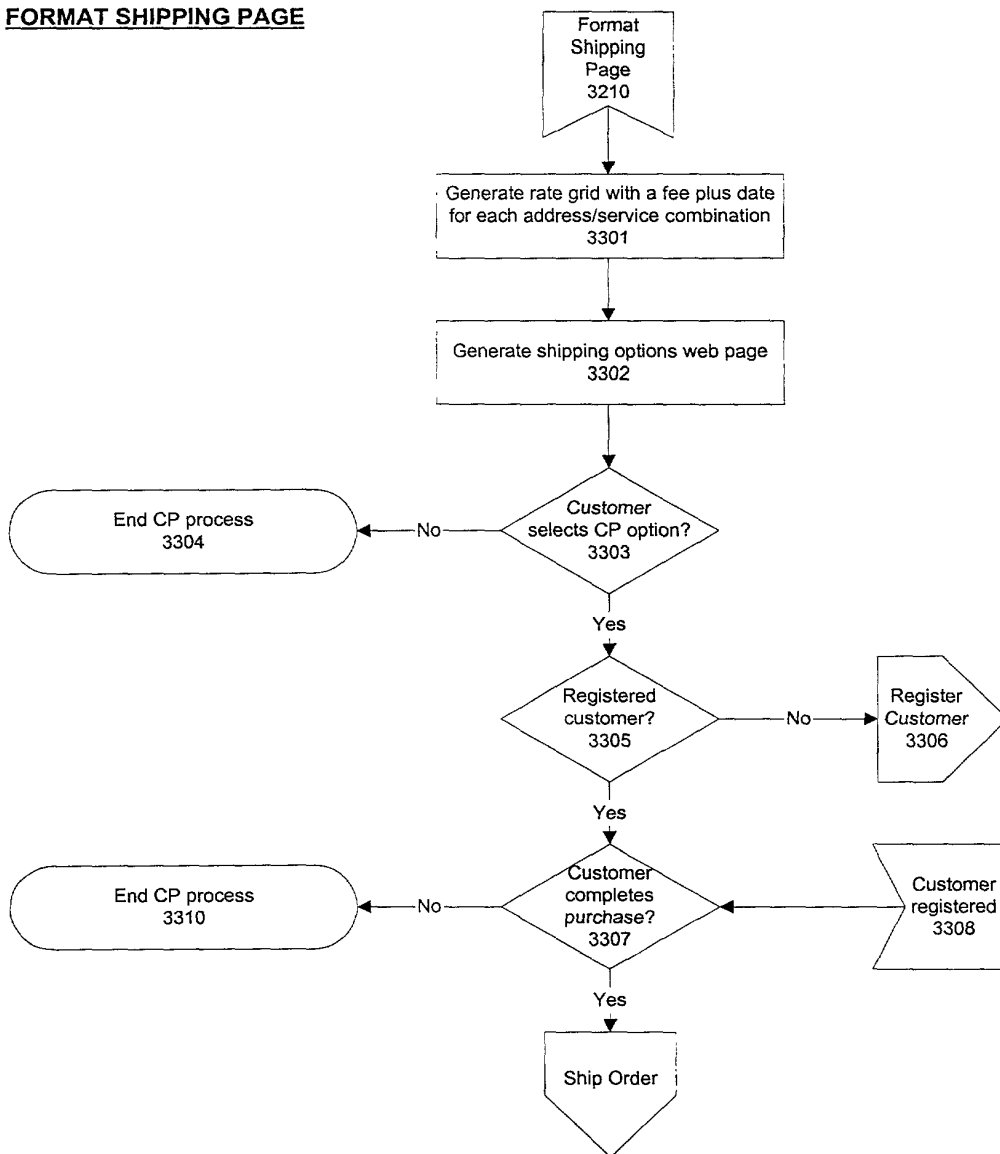 FORMAT SHIPPING PAGE
Format
Shipping
Page
3210
Generate rate grid with a fee plus date
for each address/service combination
3301
Generate shipping options web page
3302
Customer
selects CP option?
3303
No
End CP process
3304
Yes
Registered
customer?
3305
No
Register
Customer
3306
Yes
Customer
completes
purchase?
3307
No
End CP process
3310
Customer
registered
3308
Yes
Ship Order